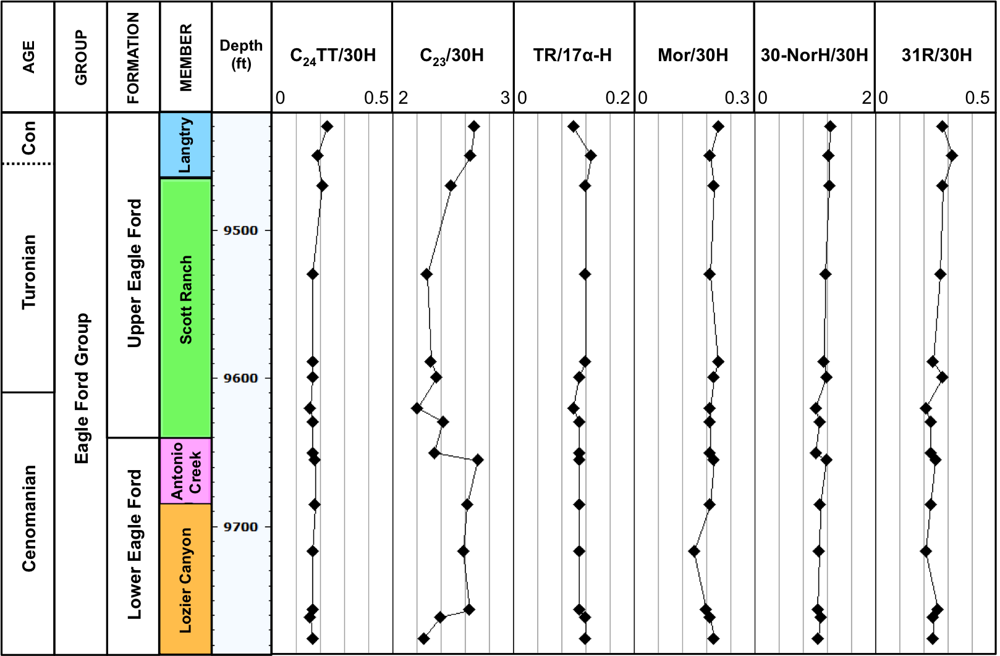 AGE
GROUP
FORMATION
MEMBER
Depth
(ft)
C₂₄TT/30H
C₂₃/30H
TR/17α-H
Mor/30H
30-NorH/30H
31R/30H
0 0.5
2 3
0 0.2
0 0.3
0 2
0 0.5
Con
Turonian
Cenomanian
Eagle Ford Group
Upper Eagle Ford
Lower Eagle Ford
Langtry
Scott Ranch
Antonio
Creek
Lozier Canyon
9500
9600
9700